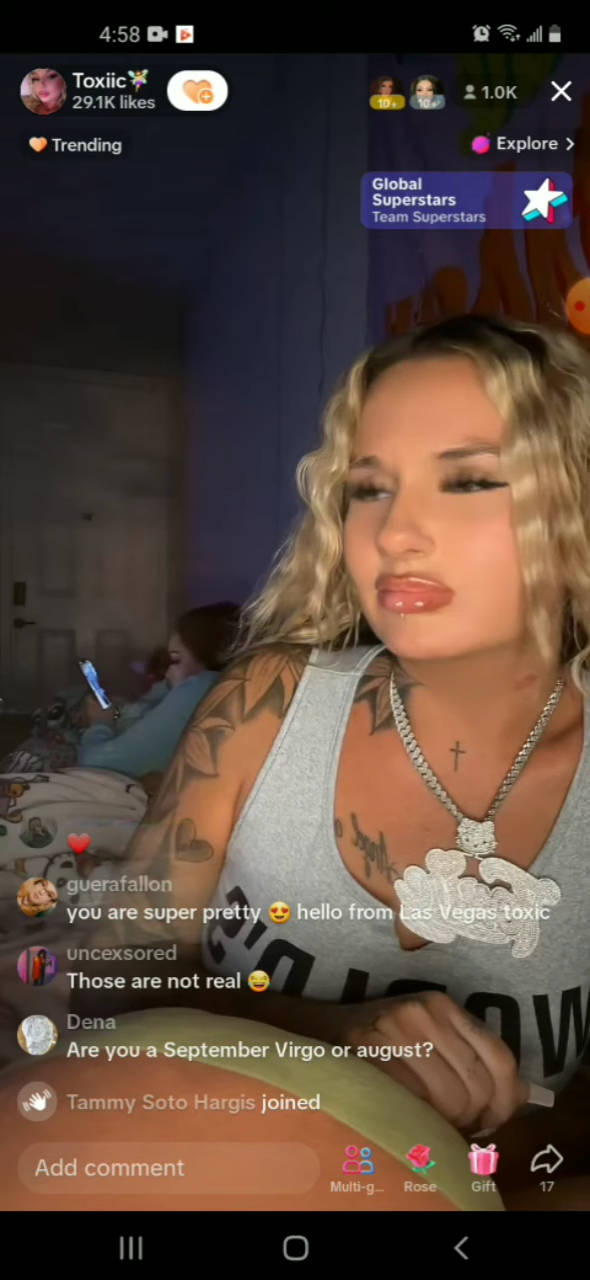 4:58
Toxiic🧚
29.1K likes
10+
10+
1.0K
🧡 Trending
Explore >
Global
Superstars
Team Superstars
❤️
guerafallon
you are super pretty 😍 hello from Las Vegas toxic
uncexsored
Those are not real 😅
Dena
Are you a September Virgo or august?
Tammy Soto Hargis joined
Add comment
Multi-g...
Rose
Gift
17